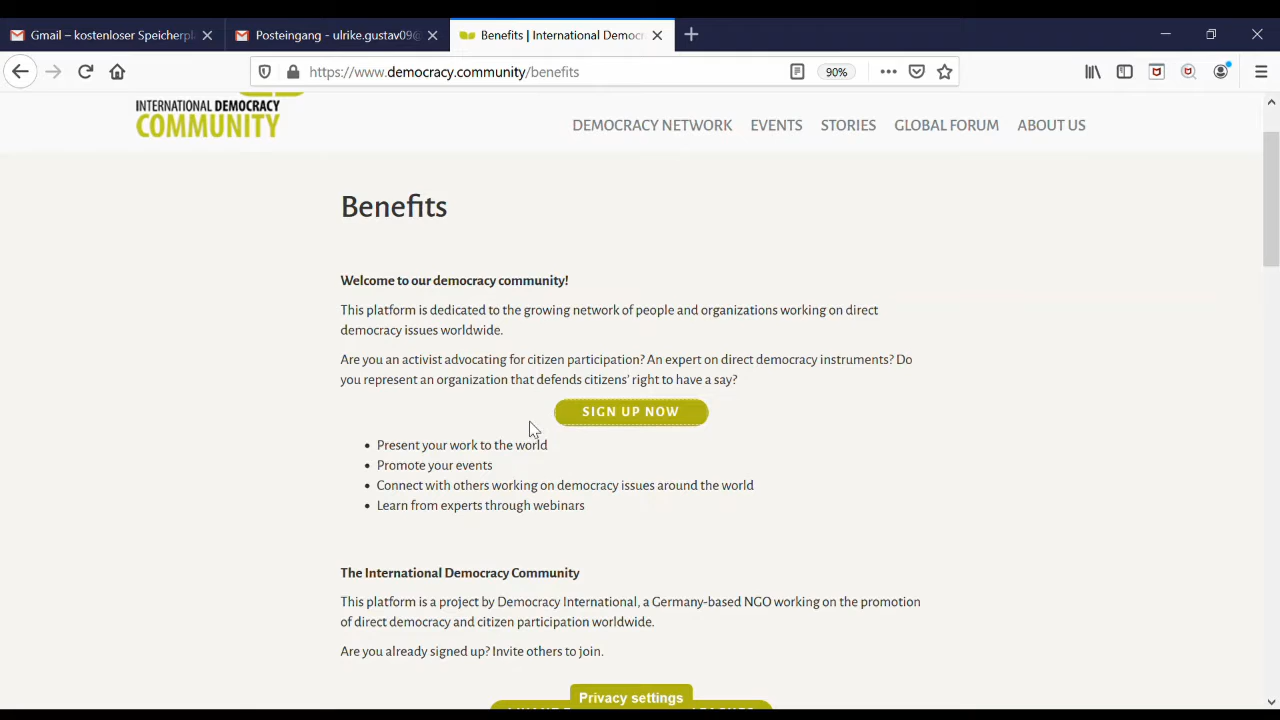 Gmail – kostenloser Speicherpl
Posteingang - ulrike.gustav09@
Benefits | International Democr
https://www.democracy.community/benefits
90%
INTERNATIONAL DEMOCRACY
COMMUNITY
DEMOCRACY NETWORK EVENTS STORIES GLOBAL FORUM ABOUT US
Benefits
Welcome to our democracy community!
This platform is dedicated to the growing network of people and organizations working on direct
democracy issues worldwide.
Are you an activist advocating for citizen participation? An expert on direct democracy instruments? Do
you represent an organization that defends citizens' right to have a say?
SIGN UP NOW
• Present your work to the world
• Promote your events
• Connect with others working on democracy issues around the world
• Learn from experts through webinars
The International Democracy Community
This platform is a project by Democracy International, a Germany-based NGO working on the promotion
of direct democracy and citizen participation worldwide.
Are you already signed up? Invite others to join.
Privacy settings